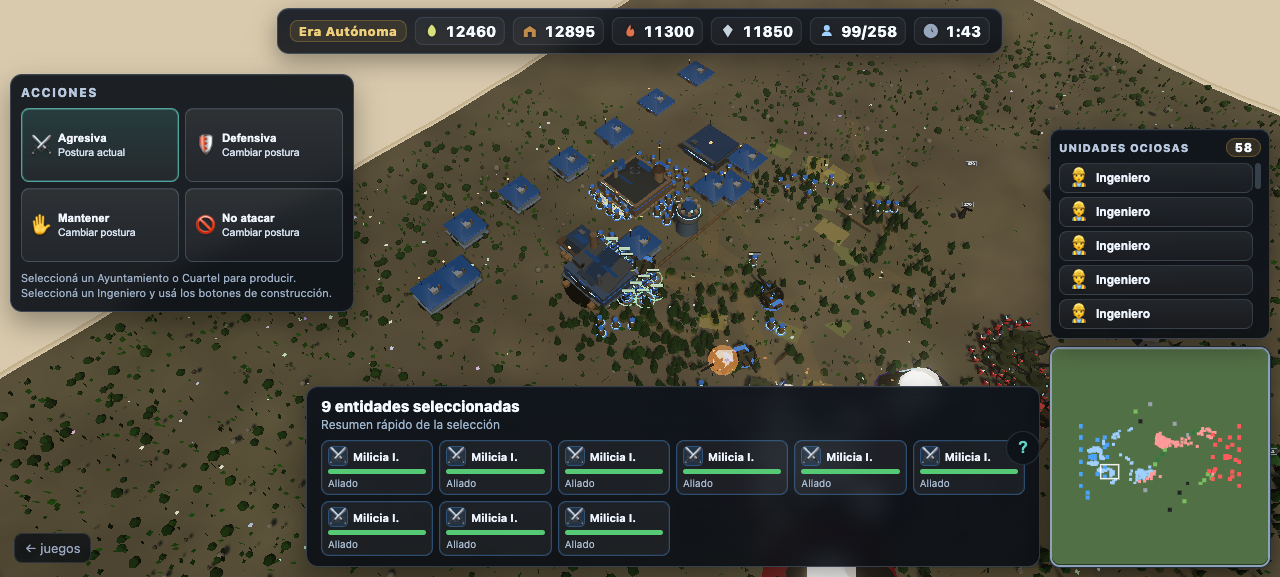 Era Autónoma
12460
12895
11300
11850
99/258
1:43
ACCIONES
Agresiva
Postura actual
Defensiva
Cambiar postura
Mantener
Cambiar postura
No atacar
Cambiar postura
Seleccioná un Ayuntamiento o Cuartel para producir.
Seleccioná un Ingeniero y usá los botones de construcción.
UNIDADES OCIOSAS
58
Ingeniero
Ingeniero
Ingeniero
Ingeniero
Ingeniero
9 entidades seleccionadas
Resumen rápido de la selección
?
Milicia I.
Aliado
Milicia I.
Aliado
Milicia I.
Aliado
Milicia I.
Aliado
Milicia I.
Aliado
Milicia I.
Aliado
Milicia I.
Aliado
Milicia I.
Aliado
Milicia I.
Aliado
← juegos